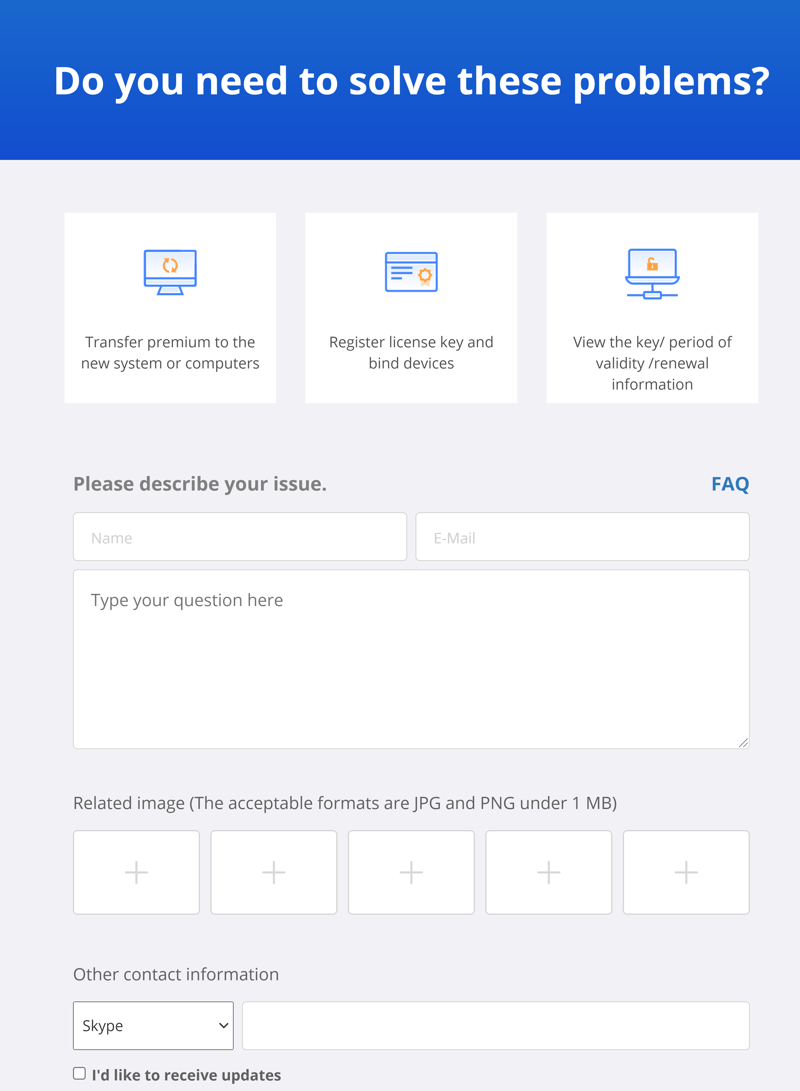 Do you need to solve these problems?
Transfer premium to the
new system or computers
Register license key and
bind devices
View the key/ period of
validity /renewal
information
Please describe your issue.
FAQ
Name
E-Mail
Type your question here
Related image (The acceptable formats are JPG and PNG under 1 MB)
Other contact information
Skype
I'd like to receive updates